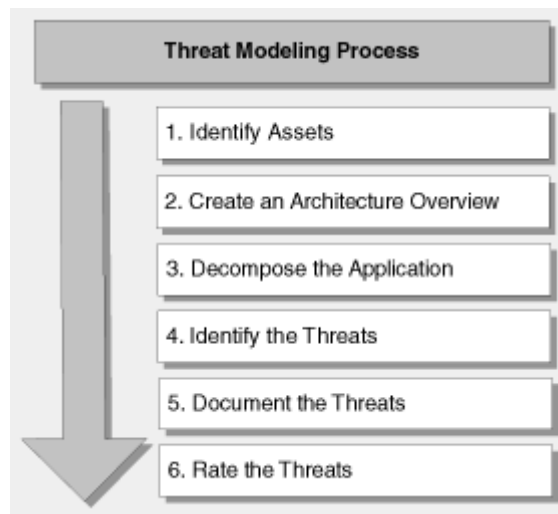 Threat Modeling Process
1. Identify Assets
2. Create an Architecture Overview
3. Decompose the Application
4. Identify the Threats
5. Document the Threats
6. Rate the Threats